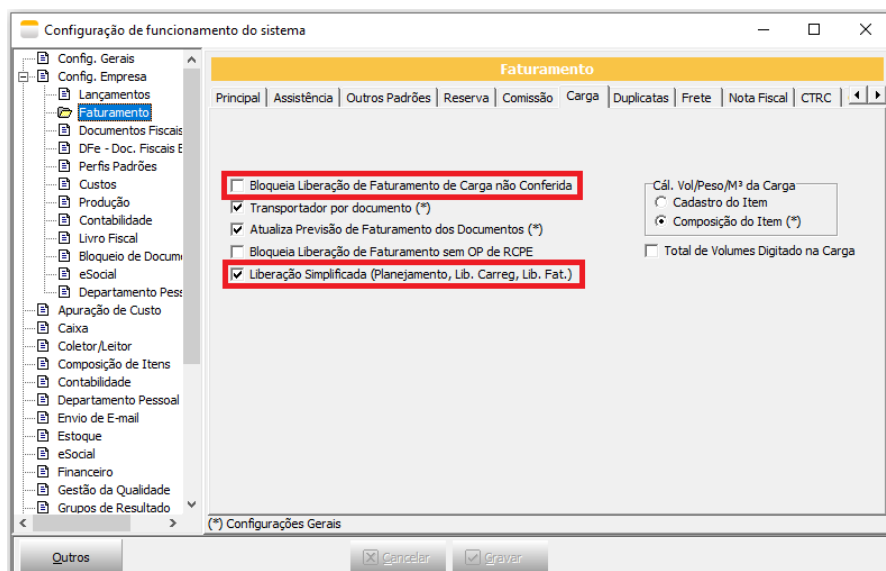 Configuração de funcionamento do sistema
Config. Gerais
Config. Empresa
Lançamentos
Faturamento
Documentos Fiscais
DFe - Doc. Fiscais E
Perfis Padrões
Custos
Produção
Contabilidade
Livro Fiscal
Bloqueio de Docum
eSocial
Departamento Pess
Apuração de Custo
Caixa
Coletor/Leitor
Composição de Itens
Contabilidade
Departamento Pessoal
Envio de E-mail
Estoque
eSocial
Financeiro
Gestão da Qualidade
Grupos de Resultado
Faturamento
Principal Assistência Outros Padrões Reserva Comissão Carga Duplicatas Frete Nota Fiscal CTRC
Bloqueia Liberação de Faturamento de Carga não Conferida
Transportador por documento (*)
Atualiza Previsão de Faturamento dos Documentos (*)
Bloqueia Liberação de Faturamento sem OP de RCPE
Liberação Simplificada (Planejamento, Lib. Carreg, Lib. Fat.)
Cál. Vol/Peso/M³ da Carga
Cadastro do Item
Composição do Item (*)
Total de Volumes Digitado na Carga
(*) Configurações Gerais
Outros Cancelar Gravar